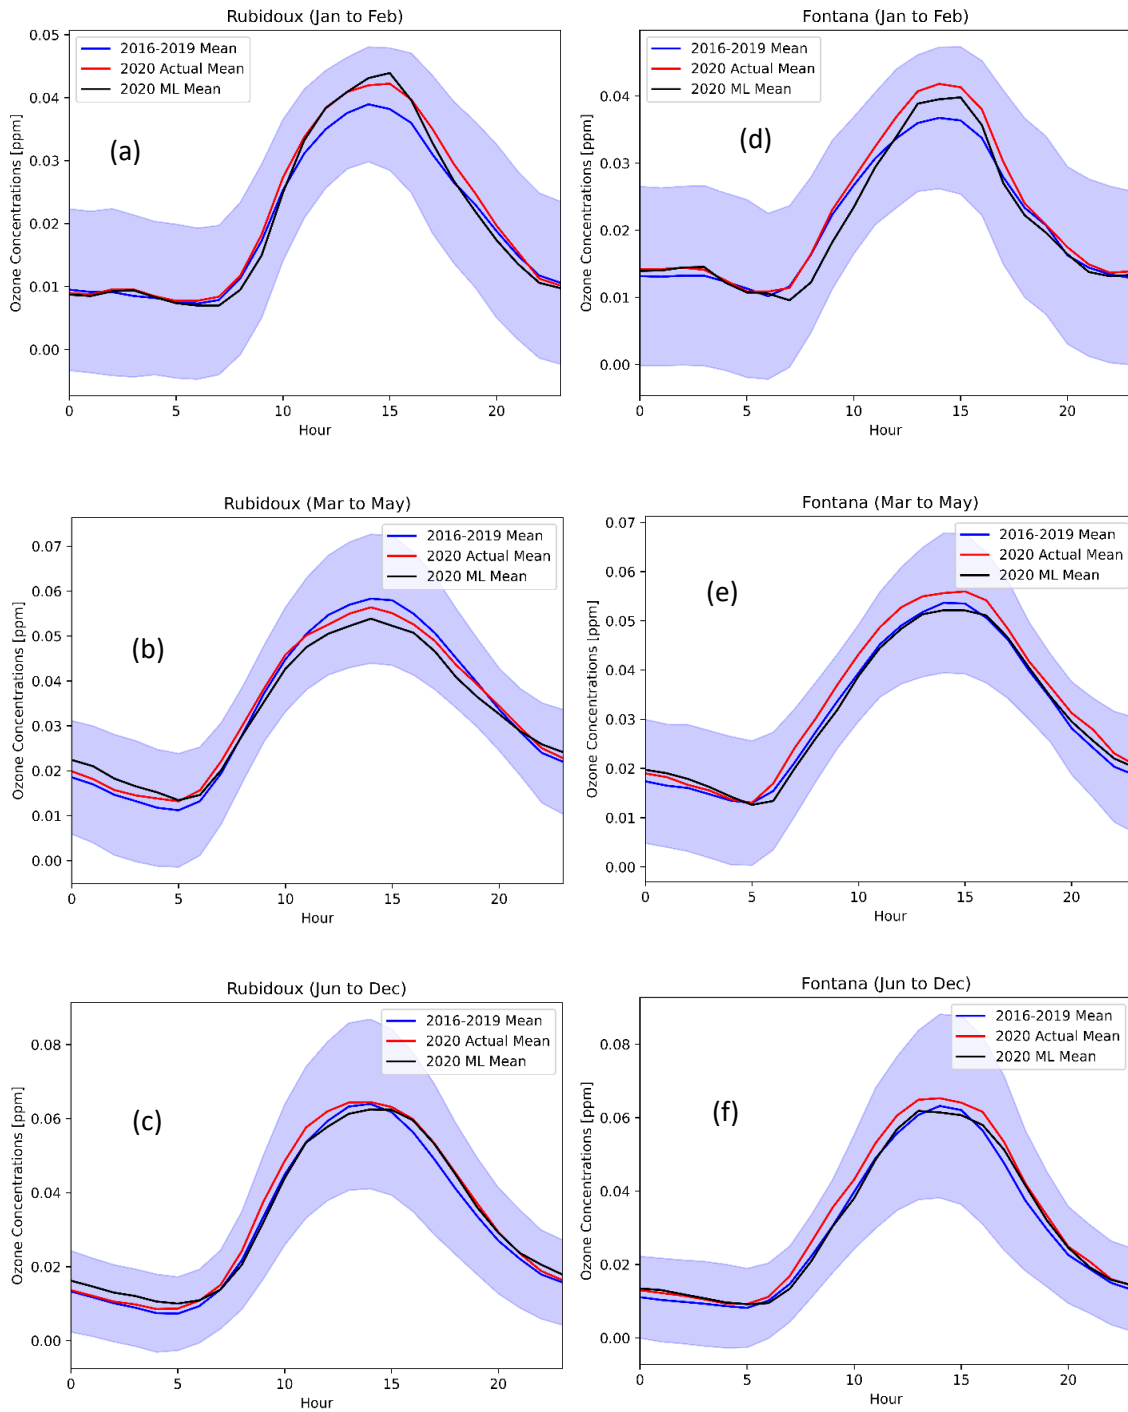 Rubidoux (Jan to Feb)
0.05
0.04
0.03
0.02
0.01
0.00
Ozone Concentrations [ppm]
2016-2019 Mean
2020 Actual Mean
2020 ML Mean
(a)
0 5 10 15 20
Hour
Fontana (Jan to Feb)
0.04
0.03
0.02
0.01
0.00
Ozone Concentrations [ppm]
2016-2019 Mean
2020 Actual Mean
2020 ML Mean
(d)
0 5 10 15 20
Hour
Rubidoux (Mar to May)
0.07
0.06
0.05
0.04
0.03
0.02
0.01
0.00
Ozone Concentrations [ppm]
2016-2019 Mean
2020 Actual Mean
2020 ML Mean
(b)
0 5 10 15 20
Hour
Fontana (Mar to May)
0.07
0.06
0.05
0.04
0.03
0.02
0.01
0.00
Ozone Concentrations [ppm]
2016-2019 Mean
2020 Actual Mean
2020 ML Mean
(e)
0 5 10 15 20
Hour
Rubidoux (Jun to Dec)
0.08
0.06
0.04
0.02
0.00
Ozone Concentrations [ppm]
2016-2019 Mean
2020 Actual Mean
2020 ML Mean
(c)
0 5 10 15 20
Hour
Fontana (Jun to Dec)
0.08
0.06
0.04
0.02
0.00
Ozone Concentrations [ppm]
2016-2019 Mean
2020 Actual Mean
2020 ML Mean
(f)
0 5 10 15 20
Hour